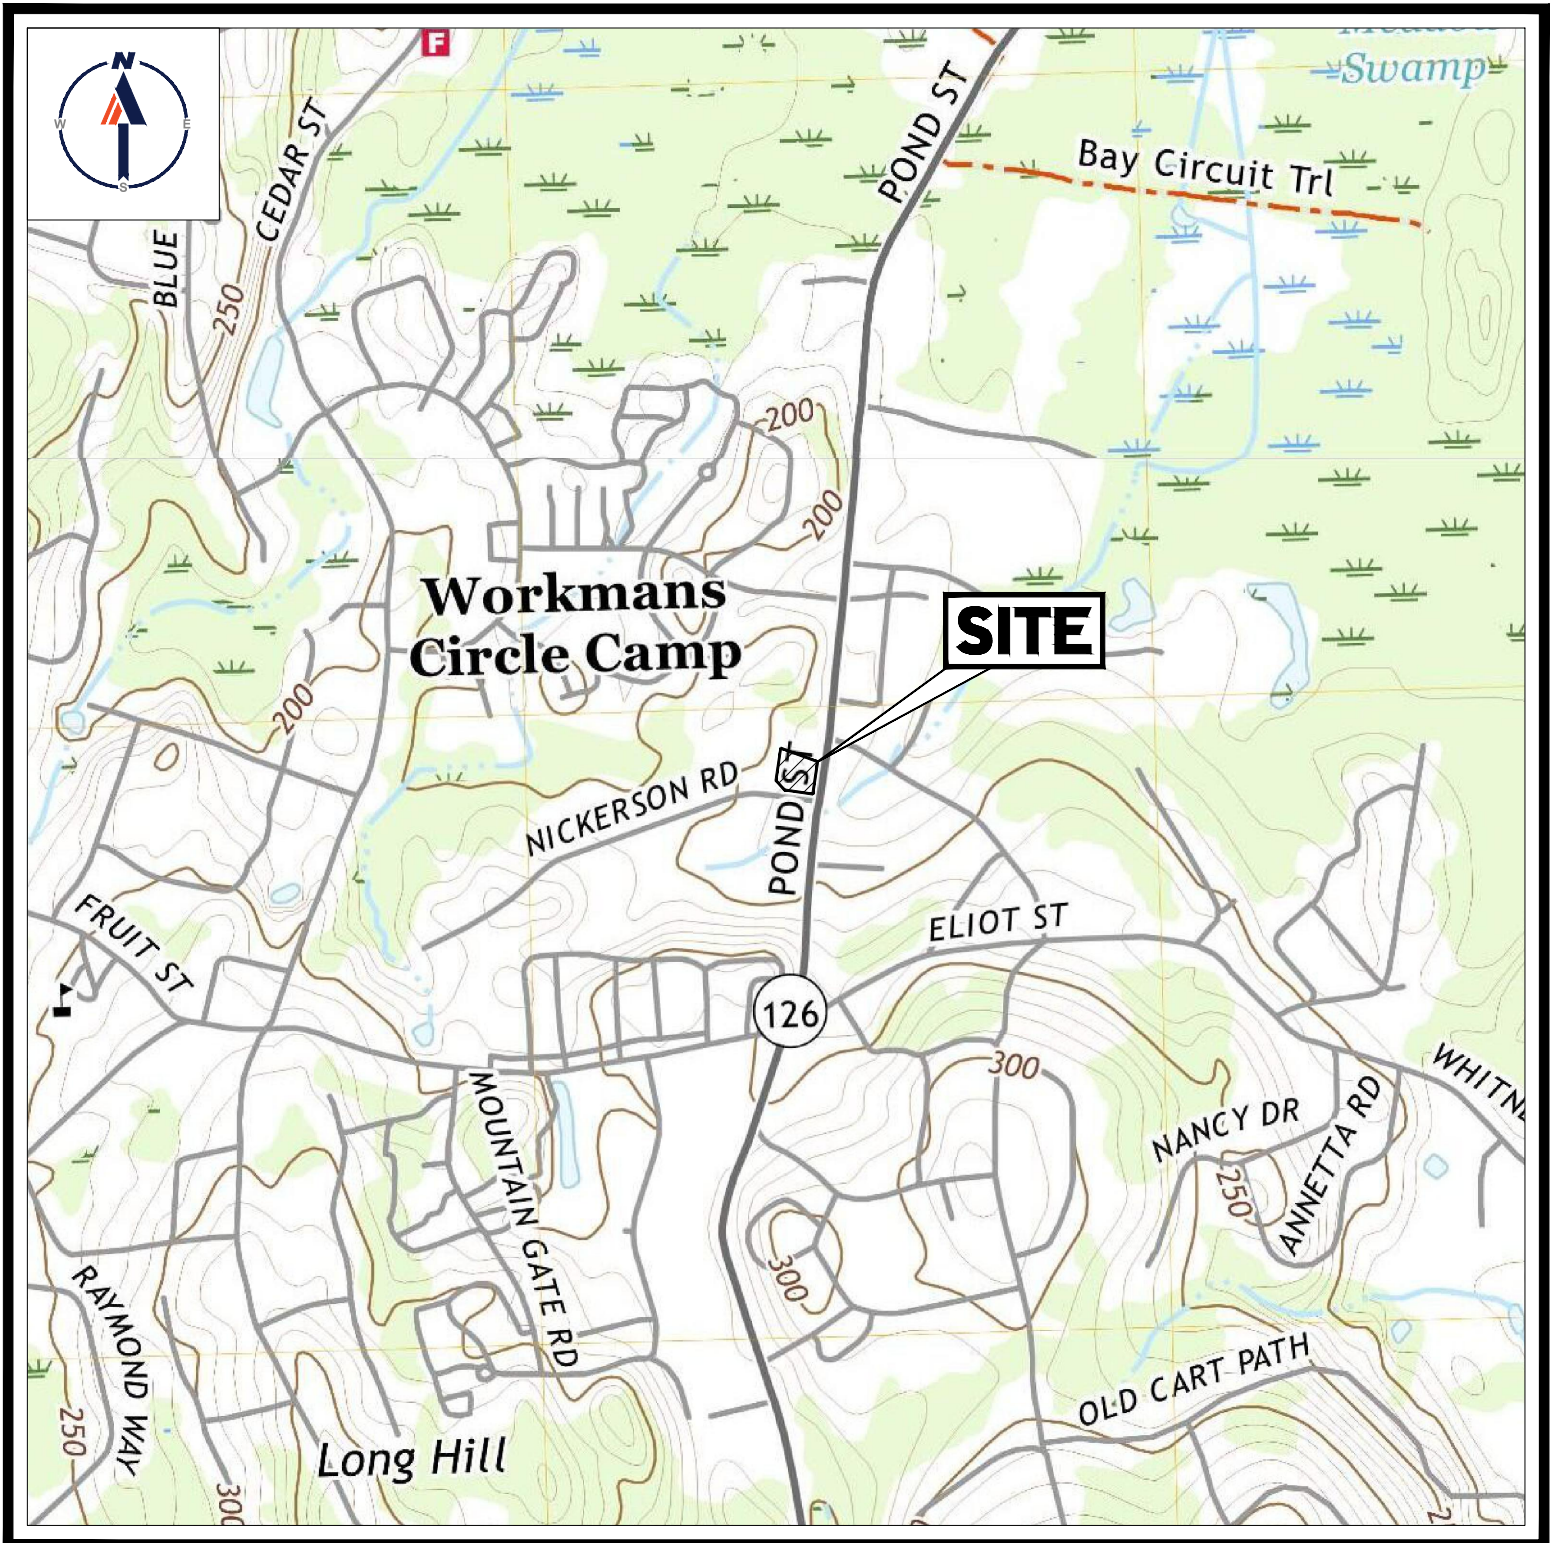 F
N
W
E
S
Swamp
CEDAR ST
POND ST
Bay Circuit Trl
BLUE
250
200
200
Workmans
Circle Camp
SITE
200
NICKERSON RD
POND ST
FRUIT ST
ELIOT ST
126
300
WHITN
MOUNTAIN GATE RD
NANCY DR
ANNETTA RD
250
300
RAYMOND WAY
OLD CART PATH
250
Long Hill
300